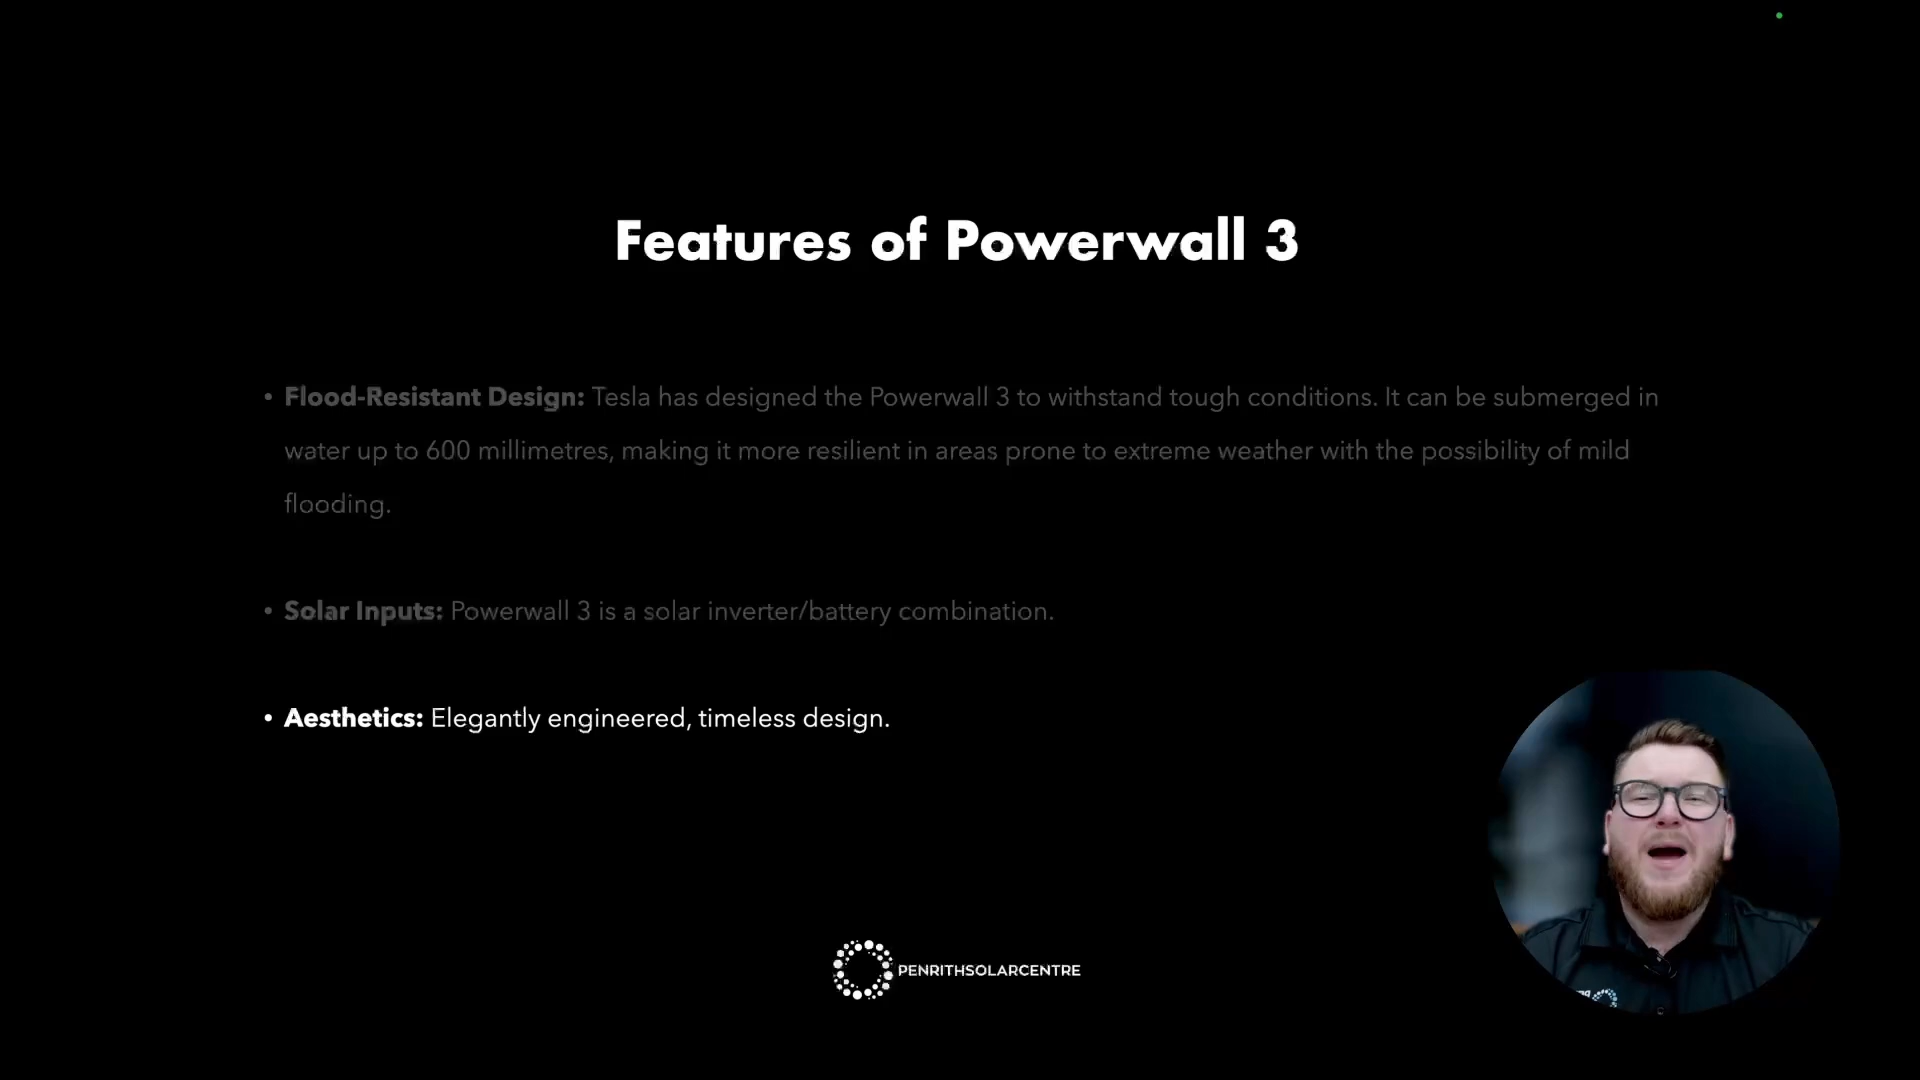 Features of Powerwall 3
• Flood-Resistant Design: Tesla has designed the Powerwall 3 to withstand tough conditions. It can be submerged in
water up to 600 millimetres, making it more resilient in areas prone to extreme weather with the possibility of mild
flooding.
• Solar Inputs: Powerwall 3 is a solar inverter/battery combination.
• Aesthetics: Elegantly engineered, timeless design.
PENRITHSOLARCENTRE